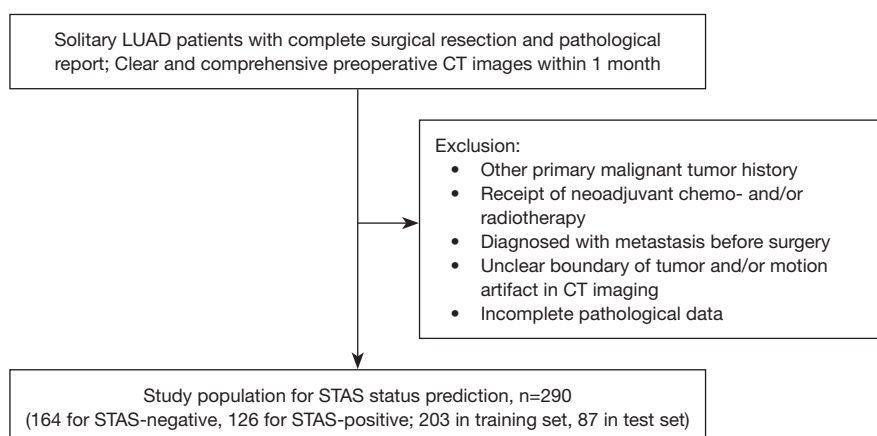 Solitary LUAD patients with complete surgical resection and pathological
report; Clear and comprehensive preoperative CT images within 1 month
Exclusion:
• Other primary malignant tumor history
• Receipt of neoadjuvant chemo- and/or
radiotherapy
• Diagnosed with metastasis before surgery
• Unclear boundary of tumor and/or motion
artifact in CT imaging
• Incomplete pathological data
Study population for STAS status prediction, n=290
(164 for STAS-negative, 126 for STAS-positive; 203 in training set, 87 in test set)